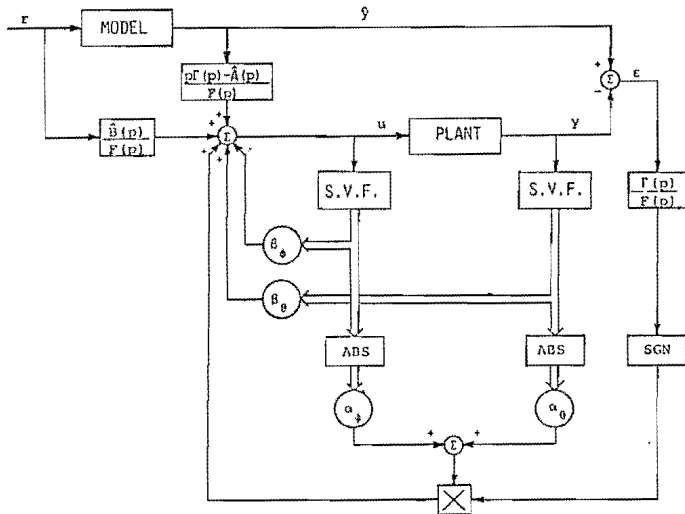 r
MODEL
ŷ
pΓ(p)-Â(p)
F(p)
+
-
Σ
ε
B̂(p)
F(p)
+
+
+
+
-
Σ
u
PLANT
y
S.V.F.
S.V.F.
Γ(p)
F(p)
β_φ
β_θ
ABS
ABS
SGN
α_φ
α_θ
+
Σ
+
X